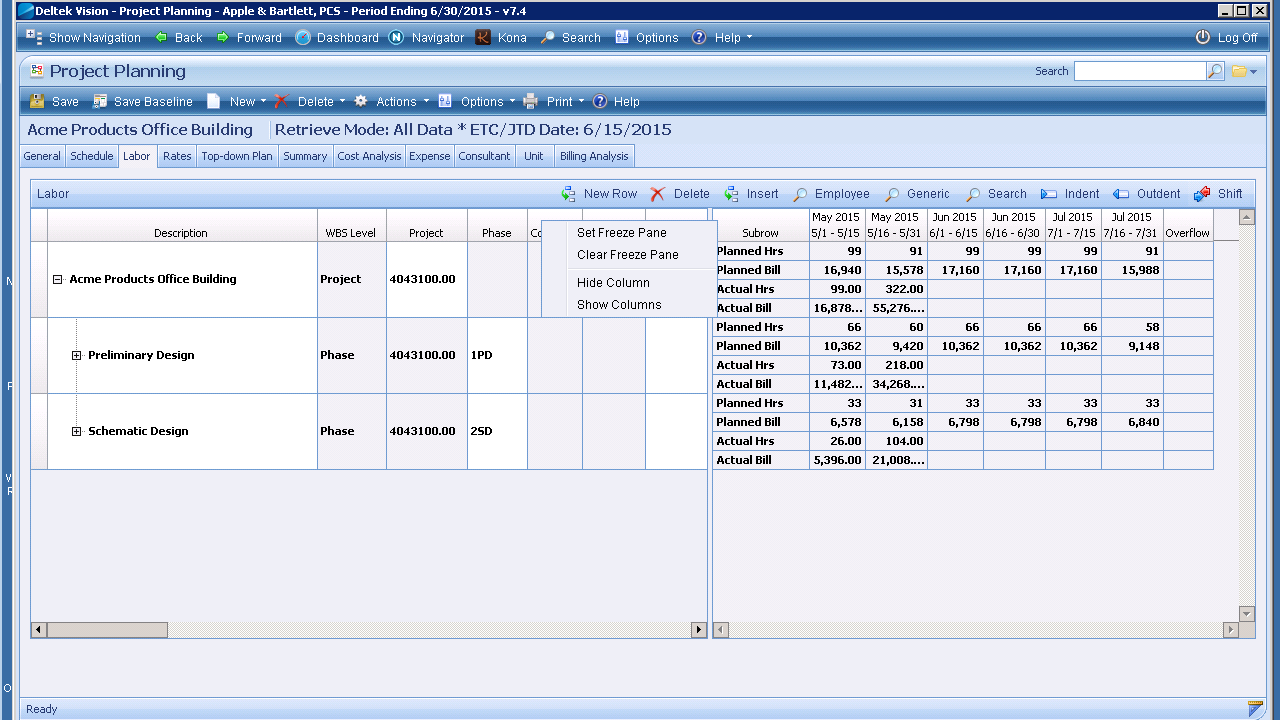 Deltek Vision - Project Planning - Apple & Bartlett, PCS - Period Ending 6/30/2015 - v7.4
Show Navigation Back Forward Dashboard Navigator Kona Search Options Help Log Off
Project Planning Search
Save Save Baseline New Delete Actions Options Print Help
Acme Products Office Building Retrieve Mode: All Data * ETC/JTD Date: 6/15/2015
General Schedule Labor Rates Top-down Plan Summary Cost Analysis Expense Consultant Unit Billing Analysis
Labor New Row Delete Insert Employee Generic Search Indent Outdent Shift
May 2015 May 2015 Jun 2015 Jun 2015 Jul 2015 Jul 2015
Description WBS Level Project Phase Co Subrow 5/1 - 5/15 5/16 - 5/31 6/1 - 6/15 6/16 - 6/30 7/1 - 7/15 7/16 - 7/31 Overflow
Set Freeze Pane
Clear Freeze Pane
Hide Column
Show Columns
Acme Products Office Building Project 4043100.00
Planned Hrs 99 91 99 99 99 91
Planned Bill 16,940 15,578 17,160 17,160 17,160 15,988
Actual Hrs 99.00 322.00
Actual Bill 16,878... 55,276....
Preliminary Design Phase 4043100.00 1PD
Planned Hrs 66 60 66 66 66 58
Planned Bill 10,362 9,420 10,362 10,362 10,362 9,148
Actual Hrs 73.00 218.00
Actual Bill 11,482... 34,268....
Schematic Design Phase 4043100.00 2SD
Planned Hrs 33 31 33 33 33 33
Planned Bill 6,578 6,158 6,798 6,798 6,798 6,840
Actual Hrs 26.00 104.00
Actual Bill 5,396.00 21,008....
Ready